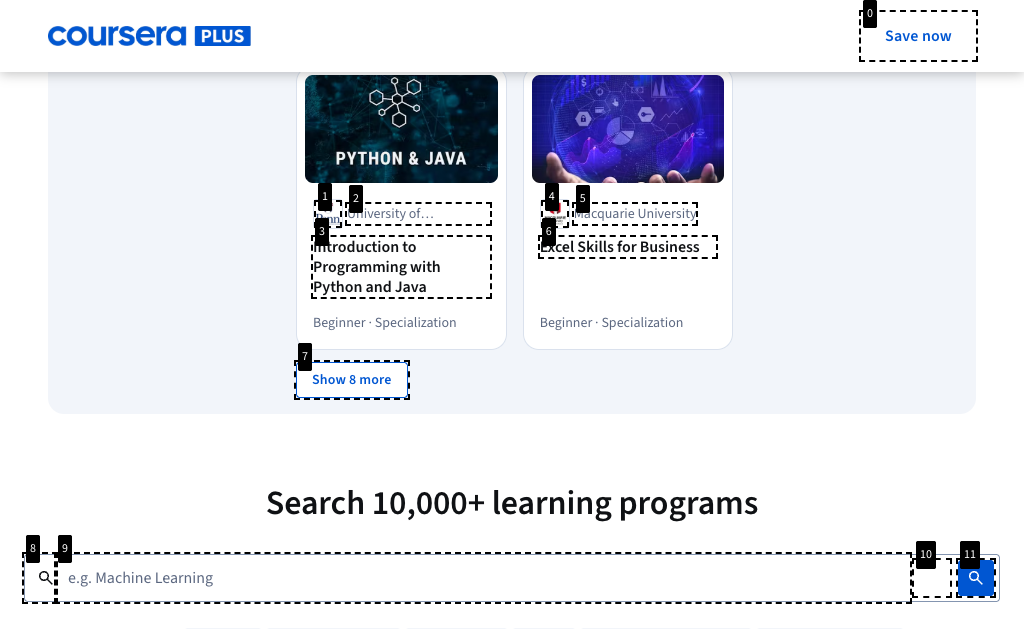 coursera PLUS
0
Save now
PYTHON & JAVA
1
2
University of…
3
Introduction to
Programming with
Python and Java
Beginner · Specialization
4
5
Macquarie University
6
Excel Skills for Business
Beginner · Specialization
7
Show 8 more
Search 10,000+ learning programs
8
9
e.g. Machine Learning
10
11